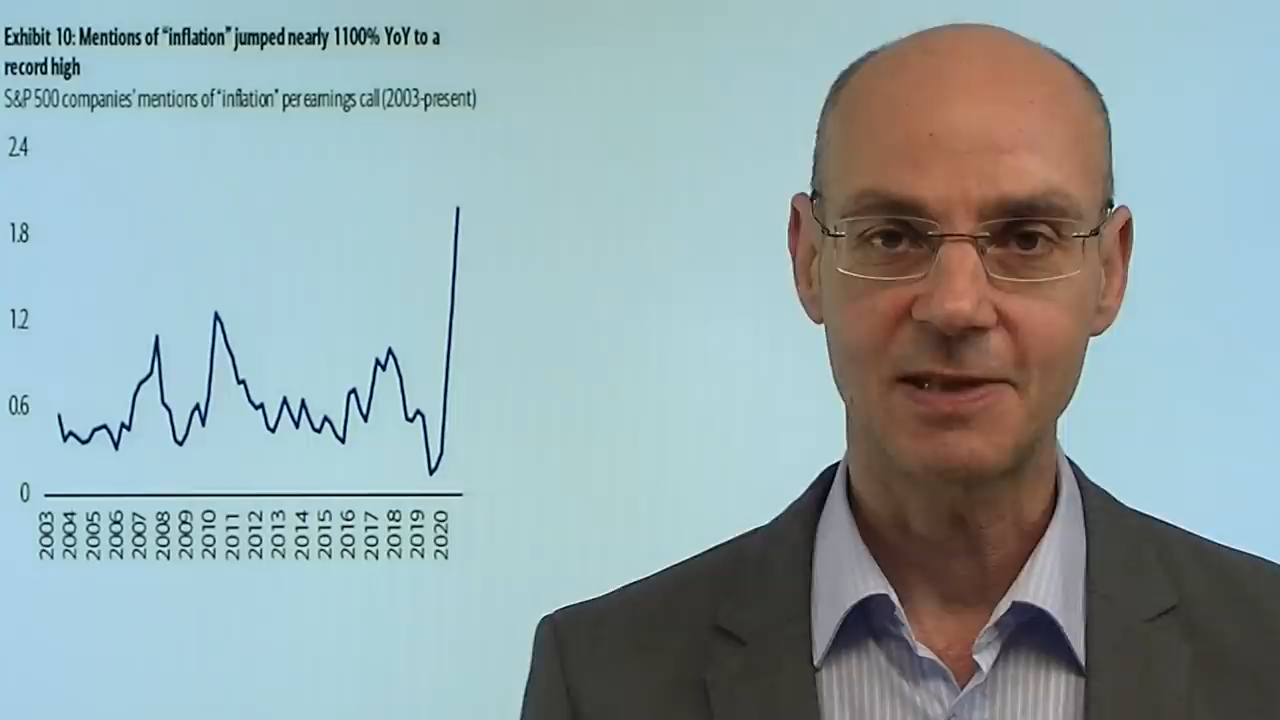 Exhibit 10: Mentions of "inflation" jumped nearly 1100% YoY to a
record high
S&P 500 companies' mentions of "inflation" per earnings call (2003-present)
2.4
1.8
1.2
0.6
0
2003 2004 2005 2006 2007 2008 2009 2010 2011 2012 2013 2014 2015 2016 2017 2018 2019 2020